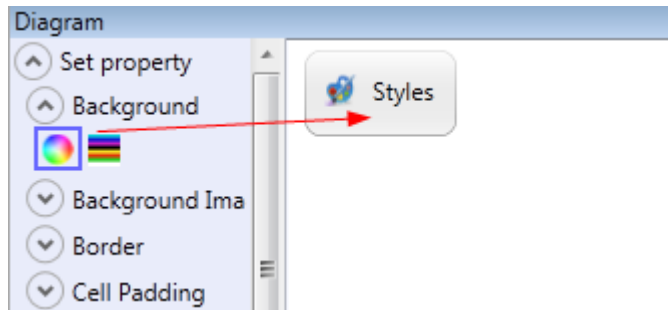 Diagram
Set property
Background
Background Ima
Border
Cell Padding
Styles